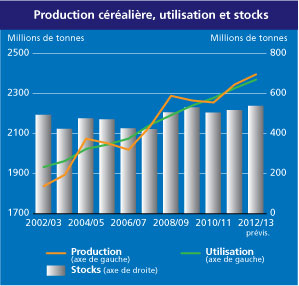 Production céréalière, utilisation et stocks
Millions de tonnes Millions de tonnes
2500 800
2300 600
2100 400
1900 200
1700 0
2002/03 2004/05 2006/07 2008/09 2010/11 2012/13
prévis.
Production Utilisation
(axe de gauche) (axe de gauche)
Stocks (axe de droite)